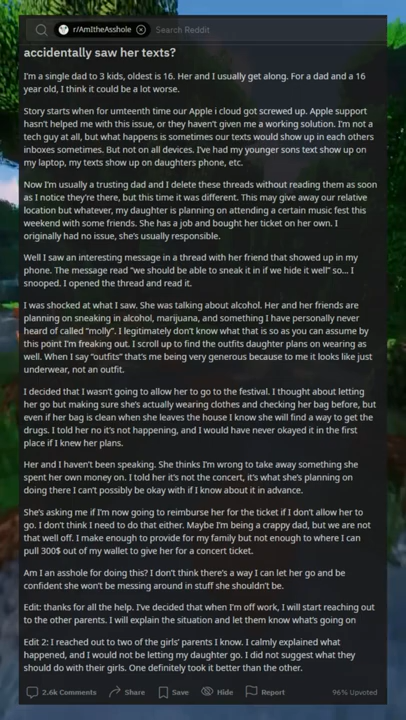 r/AmItheAsshole
Search Reddit
accidentally saw her texts?
I'm a single dad to 3 kids, oldest is 16. Her and I usually get along. For a dad and a 16
year old, I think it could be a lot worse.
Story starts when for umteenth time our Apple i cloud got screwed up. Apple support
hasn't helped me with this issue, or they haven't given me a working solution. I'm not a
tech guy at all, but what happens is sometimes our texts would show up in each others
inboxes sometimes. But not on all devices. I've had my younger sons text show up on
my laptop, my texts show up on daughters phone, etc.
Now I'm usually a trusting dad and I delete these threads without reading them as soon
as I notice they're there, but this time it was different. This may give away our relative
location but whatever, my daughter is planning on attending a certain music fest this
weekend with some friends. She has a job and bought her ticket on her own. I
originally had no issue, she's usually responsible.
Well I saw an interesting message in a thread with her friend that showed up in my
phone. The message read "we should be able to sneak it in if we hide it well" so... I
snooped. I opened the thread and read it.
I was shocked at what I saw. She was talking about alcohol. Her and her friends are
planning on sneaking in alcohol, marijuana, and something I have personally never
heard of called "molly". I legitimately don't know what that is so as you can assume by
this point I'm freaking out. I scroll up to find the outfits daughter plans on wearing as
well. When I say "outfits" that's me being very generous because to me it looks like just
underwear, not an outfit.
I decided that I wasn't going to allow her to go to the festival. I thought about letting
her go but making sure she's actually wearing clothes and checking her bag before, but
even if her bag is clean when she leaves the house I know she will find a way to get the
drugs. I told her no it's not happening, and I would have never okayed it in the first
place if I knew her plans.
Her and I haven't been speaking. She thinks I'm wrong to take away something she
spent her own money on. I told her it's not the concert, it's what she's planning on
doing there I can't possibly be okay with if I know about it in advance.
She's asking me if I'm now going to reimburse her for the ticket if I don't allow her to
go. I don't think I need to do that either. Maybe I'm being a crappy dad, but we are not
that well off. I make enough to provide for my family but not enough to where I can
pull 300$ out of my wallet to give her for a concert ticket.
Am I an asshole for doing this? I don't think there's a way I can let her go and be
confident she won't be messing around in stuff she shouldn't be.
Edit: thanks for all the help. I've decided that when I'm off work, I will start reaching out
to the other parents. I will explain the situation and let them know what's going on
Edit 2: I reached out to two of the girls' parents I know. I calmly explained what
happened, and I would not be letting my daughter go. I did not suggest what they
should do with their girls. One definitely took it better than the other.
2.6k Comments Share Save Hide Report 96% Upvoted